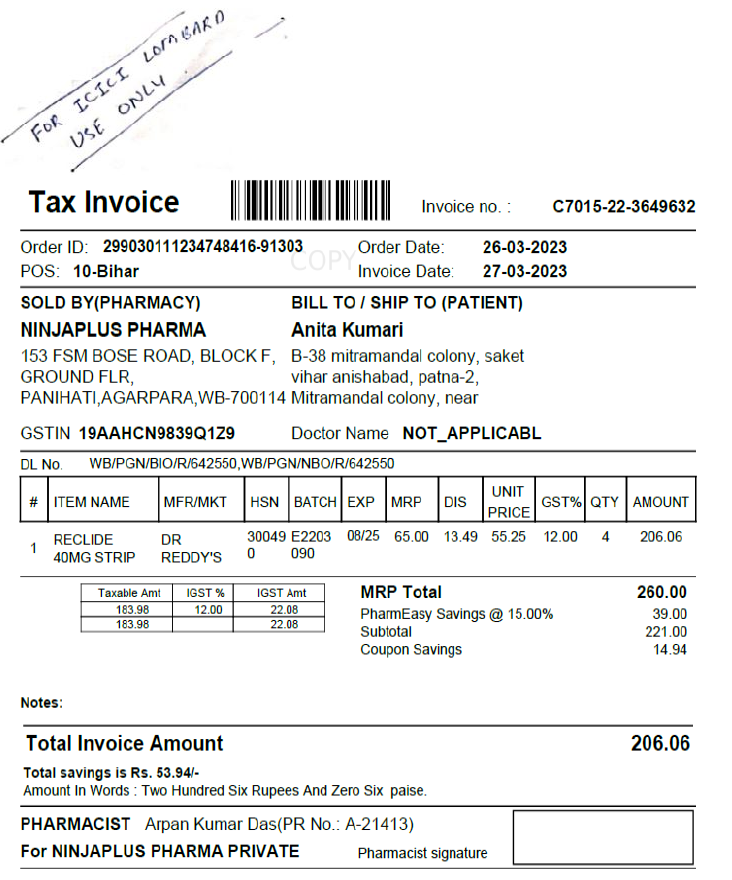 FOR ICICI LOMBARD
USE ONLY
Tax Invoice
Invoice no. : C7015-22-3649632
Order ID: 299030111234748416-91303
Order Date: 26-03-2023
COPY
POS: 10-Bihar
Invoice Date: 27-03-2023
SOLD BY(PHARMACY)
BILL TO / SHIP TO (PATIENT)
NINJAPLUS PHARMA
Anita Kumari
153 FSM BOSE ROAD, BLOCK F,
GROUND FLR,
PANIHATI,AGARPARA,WB-700114
B-38 mitramandal colony, saket
vihar anishabad, patna-2,
Mitramandal colony, near
GSTIN 19AAHCN9839Q1Z9
Doctor Name NOT_APPLICABL
DL No. WB/PGN/BIO/R/642550,WB/PGN/NBO/R/642550
# ITEM NAME MFR/MKT HSN BATCH EXP MRP DIS UNIT PRICE GST% QTY AMOUNT
1 RECLIDE DR 30049 E2203 08/25 65.00 13.49 55.25 12.00 4 206.06
40MG STRIP REDDY'S 0 090
Taxable Amt IGST % IGST Amt
183.98 12.00 22.08
183.98 22.08
MRP Total 260.00
PharmEasy Savings @ 15.00% 39.00
Subtotal 221.00
Coupon Savings 14.94
Notes:
Total Invoice Amount 206.06
Total savings is Rs. 53.94/-
Amount In Words : Two Hundred Six Rupees And Zero Six paise.
PHARMACIST Arpan Kumar Das(PR No.: A-21413)
For NINJAPLUS PHARMA PRIVATE
Pharmacist signature